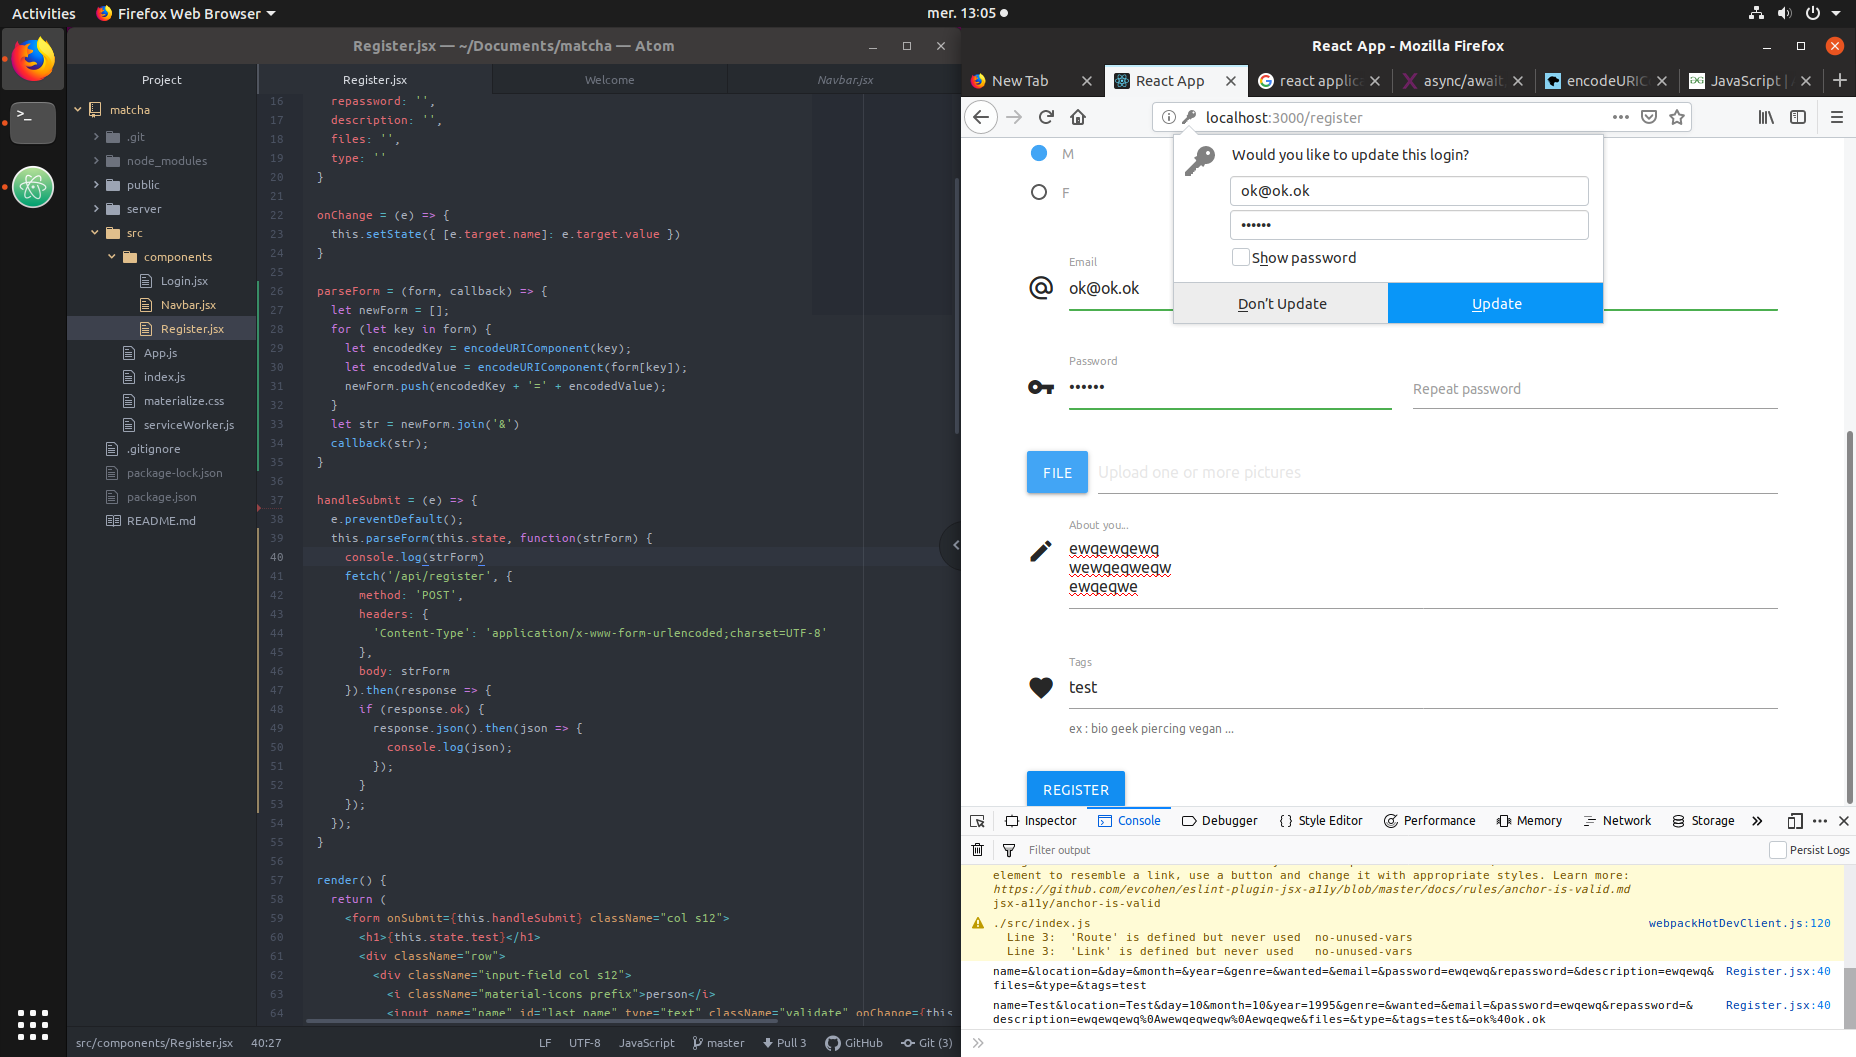 Activities
Firefox Web Browser
mer. 13:05
Register.jsx — ~/Documents/matcha — Atom
Project
Register.jsx
Welcome
Navbar.jsx
matcha
.git
node_modules
public
server
src
components
Login.jsx
Navbar.jsx
Register.jsx
App.js
index.js
materialize.css
serviceWorker.js
.gitignore
package-lock.json
package.json
README.md
16 repassword: '',
17 description: '',
18 files: '',
19 type: ''
20 }
21
22 onChange = (e) => {
23 this.setState({ [e.target.name]: e.target.value })
24 }
25
26 parseForm = (form, callback) => {
27 let newForm = [];
28 for (let key in form) {
29 let encodedKey = encodeURIComponent(key);
30 let encodedValue = encodeURIComponent(form[key]);
31 newForm.push(encodedKey + '=' + encodedValue);
32 }
33 let str = newForm.join('&')
34 callback(str);
35 }
36
37 handleSubmit = (e) => {
38 e.preventDefault();
39 this.parseForm(this.state, function(strForm) {
40 console.log(strForm)
41 fetch('/api/register', {
42 method: 'POST',
43 headers: {
44 'Content-Type': 'application/x-www-form-urlencoded;charset=UTF-8'
45 },
46 body: strForm
47 }).then(response => {
48 if (response.ok) {
49 response.json().then(json => {
50 console.log(json);
51 });
52 }
53 });
54 });
55 }
56
57 render() {
58 return (
59 <form onSubmit={this.handleSubmit} className="col s12">
60 <h1>{this.state.test}</h1>
61 <div className="row">
62 <div className="input-field col s12">
63 <i className="material-icons prefix">person</i>
64 <input name="name" id="last_name" type="text" className="validate" onChange={this
src/components/Register.jsx 40:27
LF UTF-8 JavaScript master Pull 3 GitHub Git (3)
React App - Mozilla Firefox
New Tab
React App
react applic
async/await
encodeURIC
JavaScript |
localhost:3000/register
Would you like to update this login?
ok@ok.ok
••••••
Show password
Don't Update
Update
M
F
Email
ok@ok.ok
Password
••••••
Repeat password
FILE
Upload one or more pictures
About you...
ewqewqewq
wewqeqweqw
ewqeqwe
Tags
test
ex : bio geek piercing vegan ...
REGISTER
Inspector Console Debugger Style Editor Performance Memory Network Storage
Filter output
Persist Logs
element to resemble a link, use a button and change it with appropriate styles. Learn more:
https://github.com/evcohen/eslint-plugin-jsx-a11y/blob/master/docs/rules/anchor-is-valid.md
jsx-a11y/anchor-is-valid
./src/index.js webpackHotDevClient.js:120
Line 3: 'Route' is defined but never used no-unused-vars
Line 3: 'Link' is defined but never used no-unused-vars
name=&location=&day=&month=&year=&genre=&wanted=&email=&password=ewqewq&repassword=&description=ewqewq& Register.jsx:40
files=&type=&tags=test
name=Test&location=Test&day=10&month=10&year=1995&genre=&wanted=&email=&password=ewqewq&repassword=& Register.jsx:40
description=ewqewqewq%0Awewqeqweqw%0Aewqeqwe&files=&type=&tags=test&=ok%40ok.ok